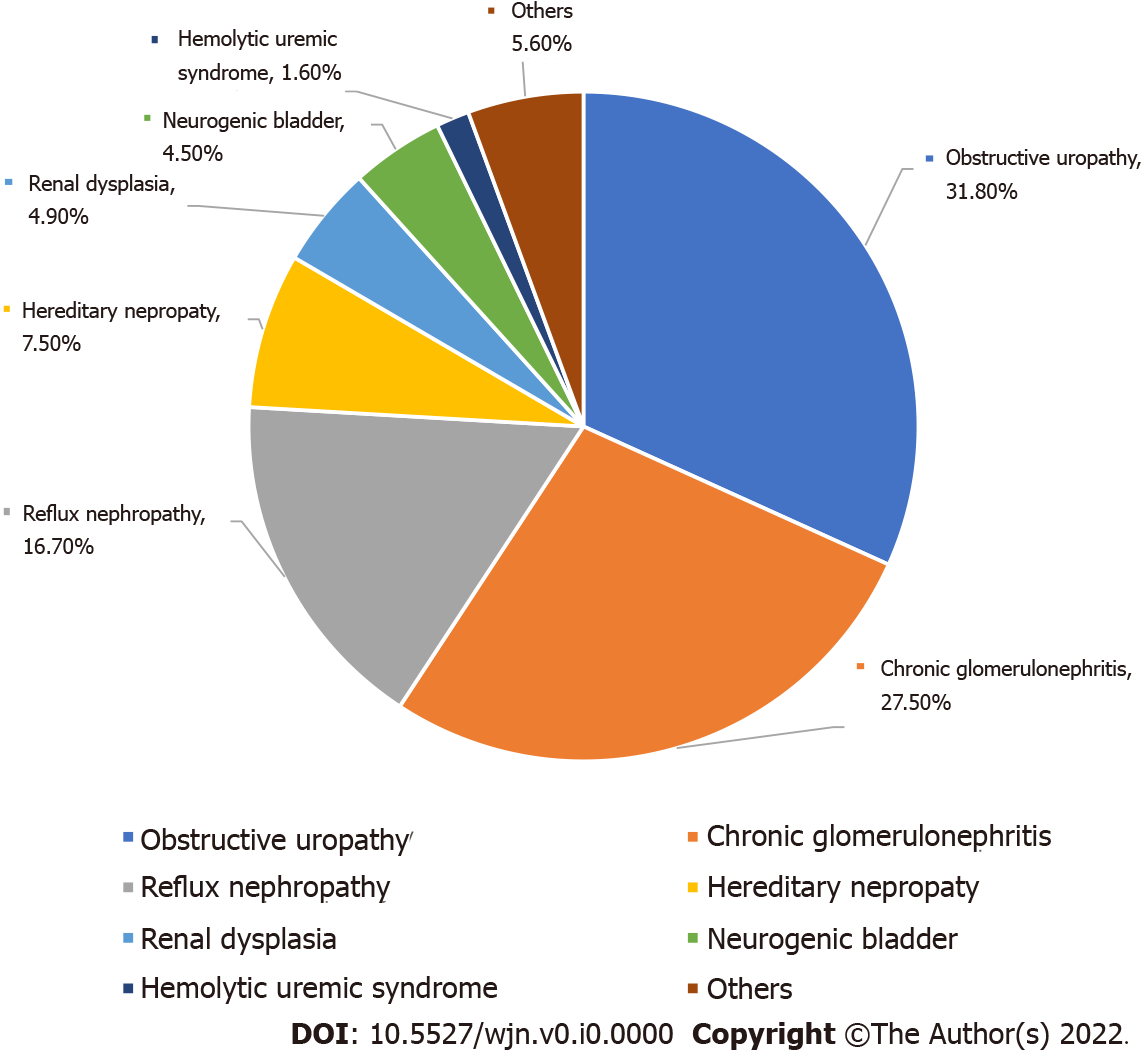 Others
5.60%
Hemolytic uremic
syndrome, 1.60%
Neurogenic bladder,
4.50%
Renal dysplasia,
4.90%
Obstructive uropathy,
31.80%
Hereditary nepropaty,
7.50%
Reflux nephropathy,
16.70%
Chronic glomerulonephritis,
27.50%
Obstructive uropathy
Chronic glomerulonephritis
Reflux nephropathy
Hereditary nepropaty
Renal dysplasia
Neurogenic bladder
Hemolytic uremic syndrome
Others
DOI: 10.5527/wjn.v0.i0.0000 Copyright ©The Author(s) 2022.